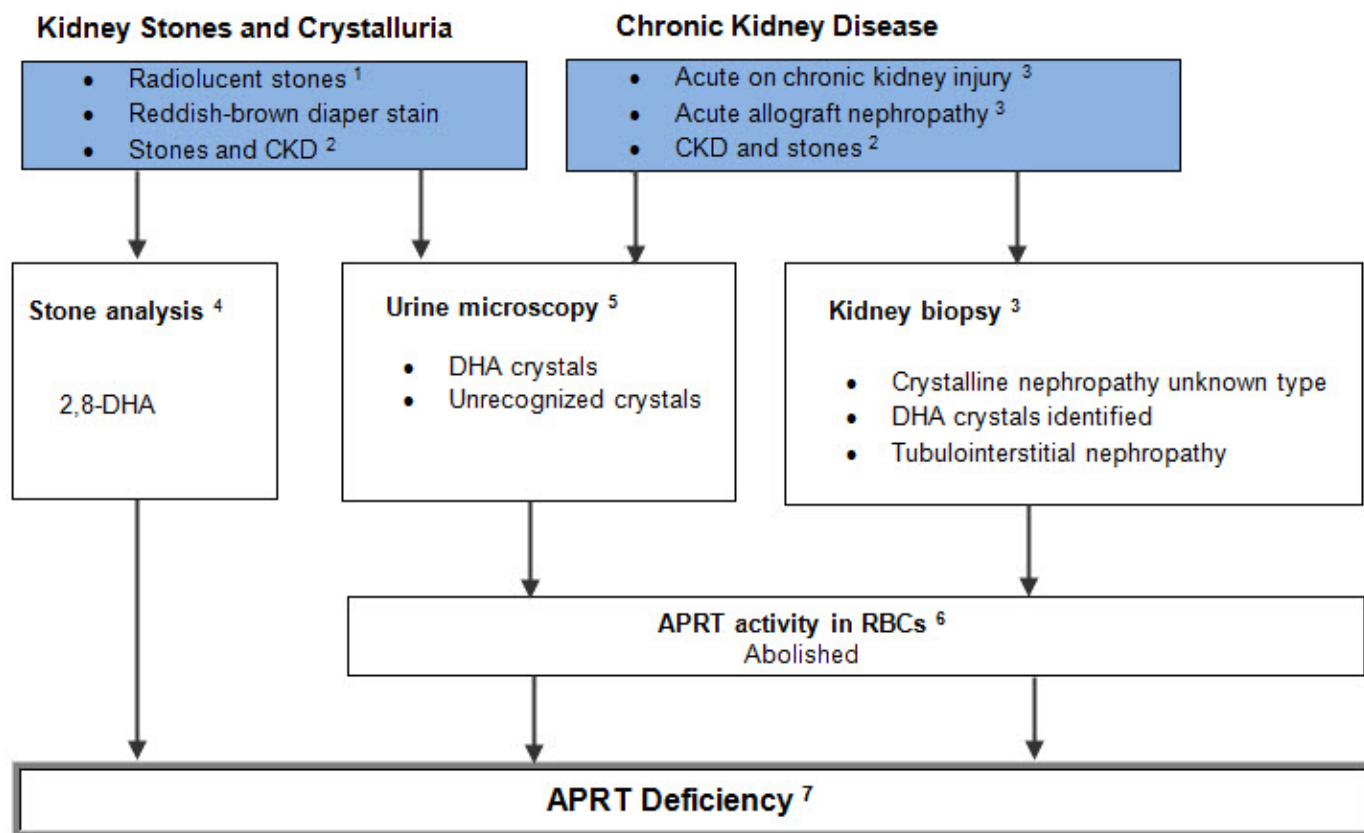 Kidney Stones and Crystalluria
• Radiolucent stones 1
• Reddish-brown diaper stain
• Stones and CKD 2
Chronic Kidney Disease
• Acute on chronic kidney injury 3
• Acute allograft nephropathy 3
• CKD and stones 2
Stone analysis 4
2,8-DHA
Urine microscopy 5
• DHA crystals
• Unrecognized crystals
Kidney biopsy 3
• Crystalline nephropathy unknown type
• DHA crystals identified
• Tubulointerstitial nephropathy
APRT activity in RBCs 6
Abolished
APRT Deficiency 7